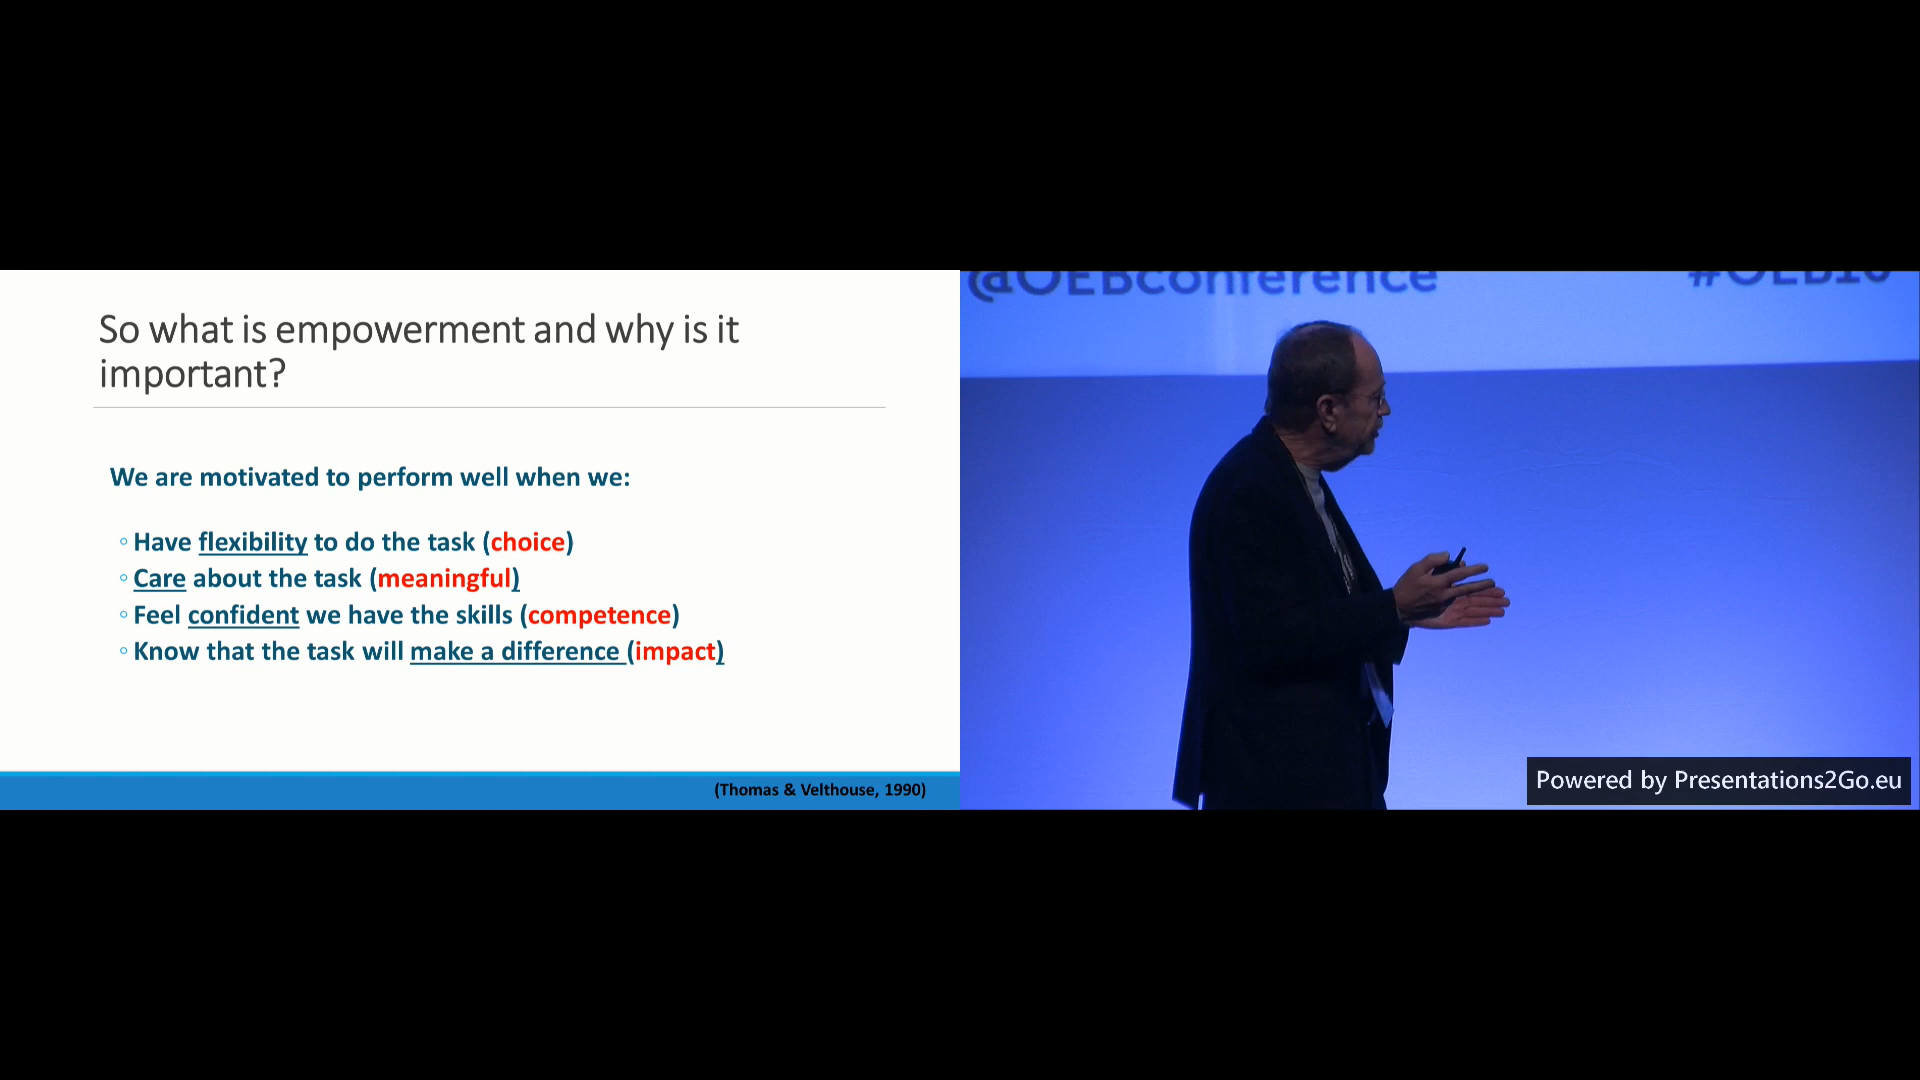 So what is empowerment and why is it
important?
We are motivated to perform well when we:
◦ Have flexibility to do the task (choice)
◦ Care about the task (meaningful)
◦ Feel confident we have the skills (competence)
◦ Know that the task will make a difference (impact)
(Thomas & Velthouse, 1990)
@OEBconference #OEB16
Powered by Presentations2Go.eu